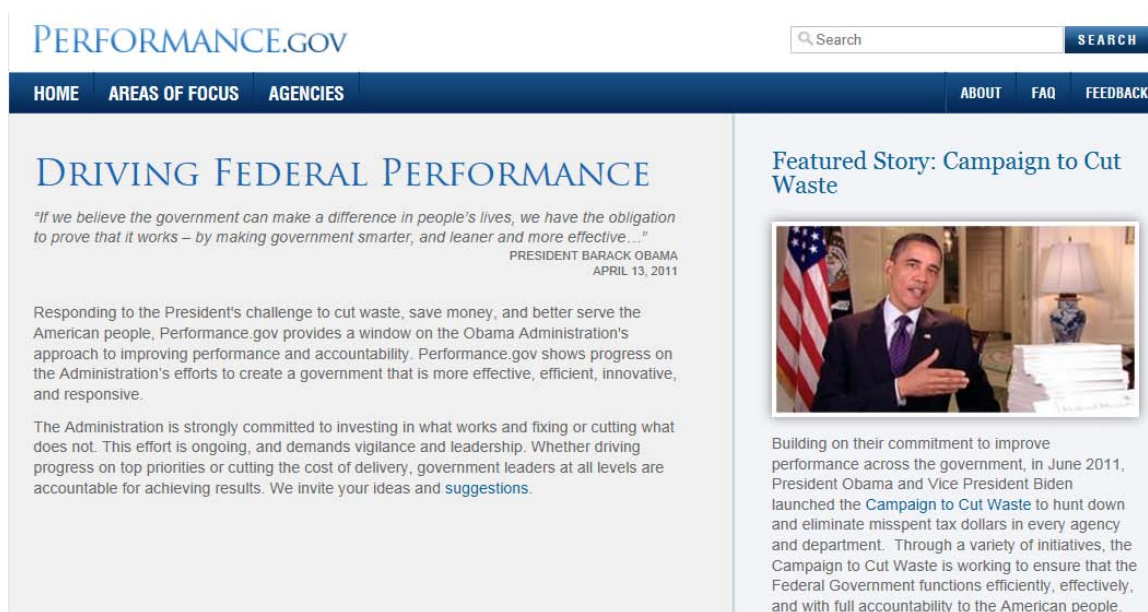 PERFORMANCE.GOV
Search
SEARCH
HOME
AREAS OF FOCUS
AGENCIES
ABOUT
FAQ
FEEDBACK
DRIVING FEDERAL PERFORMANCE
“If we believe the government can make a difference in people’s lives, we have the obligation
to prove that it works – by making government smarter, and leaner and more effective…”
PRESIDENT BARACK OBAMA
APRIL 13, 2011
Responding to the President's challenge to cut waste, save money, and better serve the
American people, Performance.gov provides a window on the Obama Administration's
approach to improving performance and accountability. Performance.gov shows progress on
the Administration’s efforts to create a government that is more effective, efficient, innovative,
and responsive.
The Administration is strongly committed to investing in what works and fixing or cutting what
does not. This effort is ongoing, and demands vigilance and leadership. Whether driving
progress on top priorities or cutting the cost of delivery, government leaders at all levels are
accountable for achieving results. We invite your ideas and suggestions.
Featured Story: Campaign to Cut
Waste
Building on their commitment to improve
performance across the government, in June 2011,
President Obama and Vice President Biden
launched the Campaign to Cut Waste to hunt down
and eliminate misspent tax dollars in every agency
and department. Through a variety of initiatives, the
Campaign to Cut Waste is working to ensure that the
Federal Government functions efficiently, effectively,
and with full accountability to the American people.